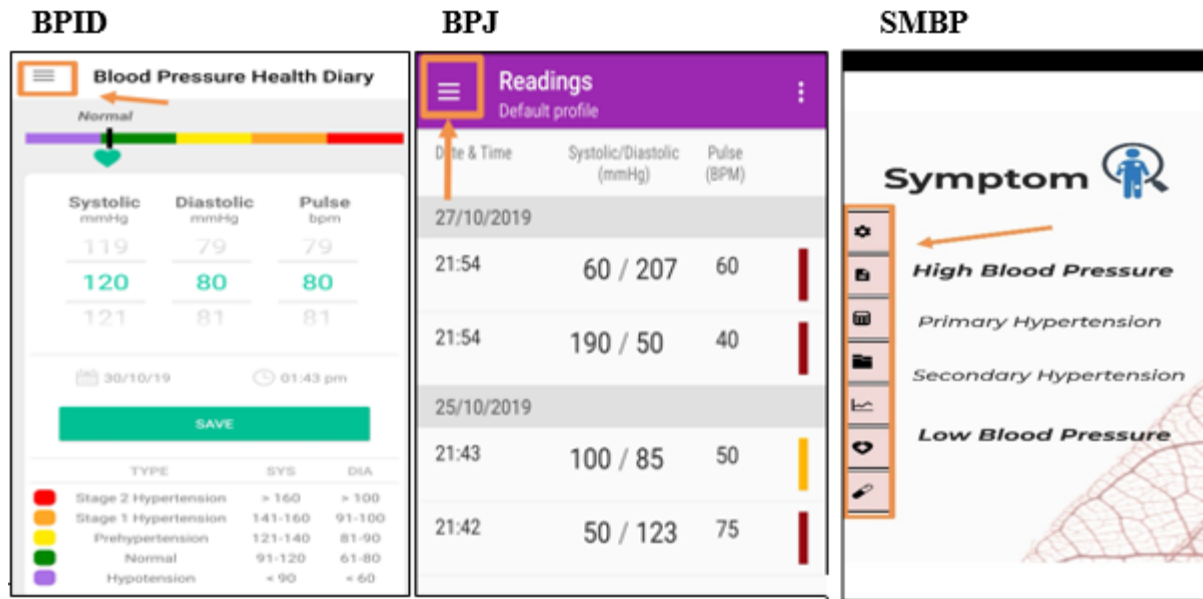 BPID
Blood Pressure Health Diary
Normal
Systolic Diastolic Pulse
mmHg mmHg bpm
119 79 79
120 80 80
121 81 81
30/10/19 01:43 pm
SAVE
TYPE SYS DIA
Stage 2 Hypertension > 160 > 100
Stage 1 Hypertension 141-160 91-100
Prehypertension 121-140 81-90
Normal 91-120 61-80
Hypotension < 90 < 60
BPJ
Readings
Default profile
Date & Time Systolic/Diastolic Pulse
(mmHg) (BPM)
27/10/2019
21:54 60 / 207 60
21:54 190 / 50 40
25/10/2019
21:43 100 / 85 50
21:42 50 / 123 75
SMBP
Symptom
High Blood Pressure
Primary Hypertension
Secondary Hypertension
Low Blood Pressure